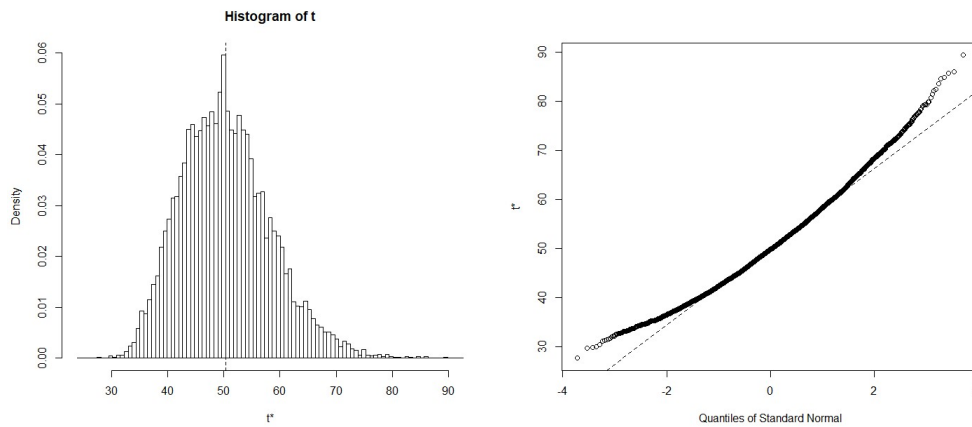 Histogram of t
Density
0.00
0.01
0.02
0.03
0.04
0.05
0.06
30 40 50 60 70 80 90
t*
t*
30
40
50
60
70
80
90
-4 -2 0 2
Quantiles of Standard Normal